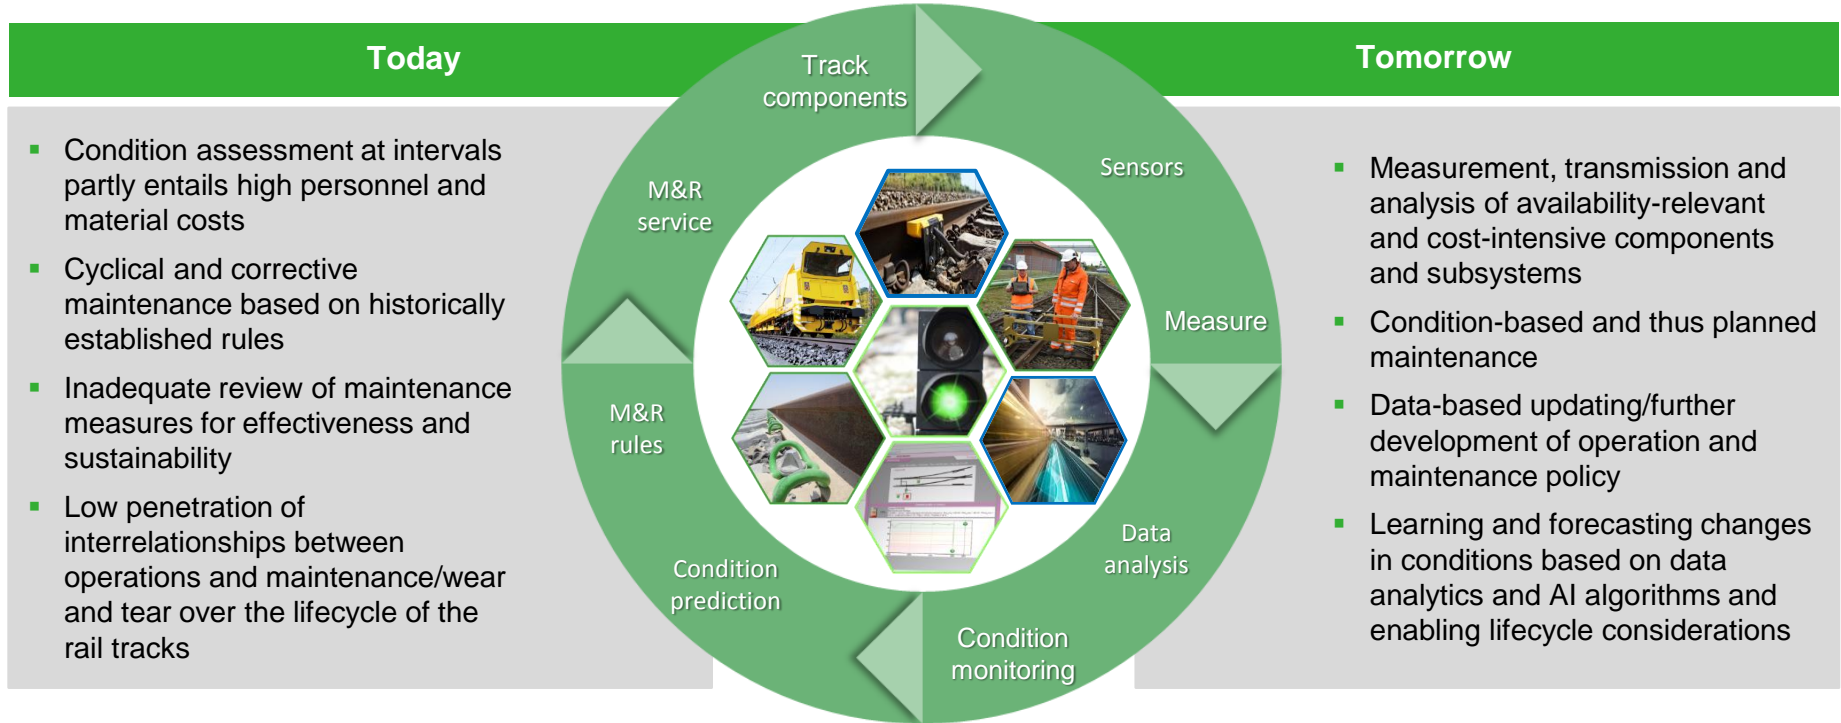 Today
Condition assessment at intervals
partly entails high personnel and
material costs
Cyclical and corrective
maintenance based on historically
established rules
Inadequate review of maintenance
measures for effectiveness and
sustainability
Low penetration of
interrelationships between
operations and maintenance/wear
and tear over the lifecycle of the
rail tracks
Track
components
Sensors
Measure
Data
analysis
Condition
monitoring
Condition
prediction
M&R
rules
M&R
service
Tomorrow
Measurement, transmission and
analysis of availability-relevant
and cost-intensive components
and subsystems
Condition-based and thus planned
maintenance
Data-based updating/further
development of operation and
maintenance policy
Learning and forecasting changes
in conditions based on data
analytics and AI algorithms and
enabling lifecycle considerations